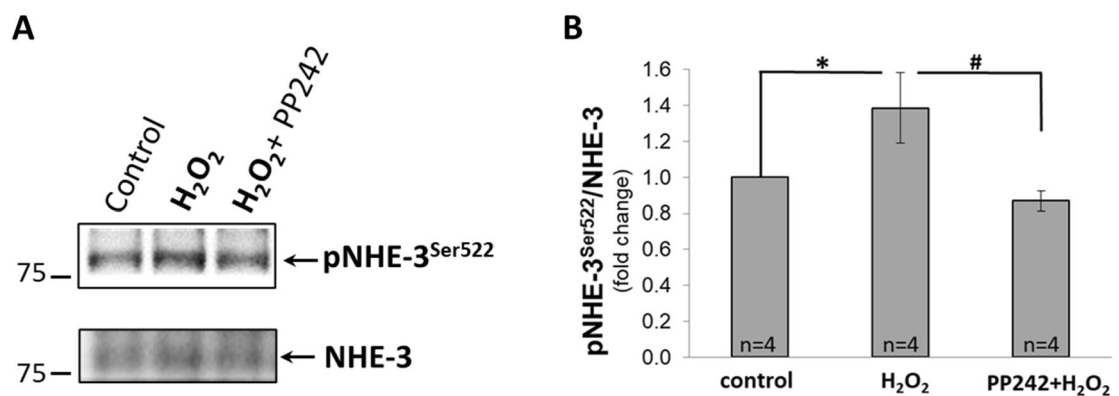 A
Control
H₂O₂
H₂O₂+ PP242
pNHE-3ˢᵉʳ⁵²²
75
NHE-3
75
B
pNHE-3ˢᵉʳ⁵²²/NHE-3
(fold change)
1.6
1.4
1.2
1.0
0.8
0.6
0.4
0.2
0.0
*
#
n=4
n=4
n=4
control
H₂O₂
PP242+H₂O₂